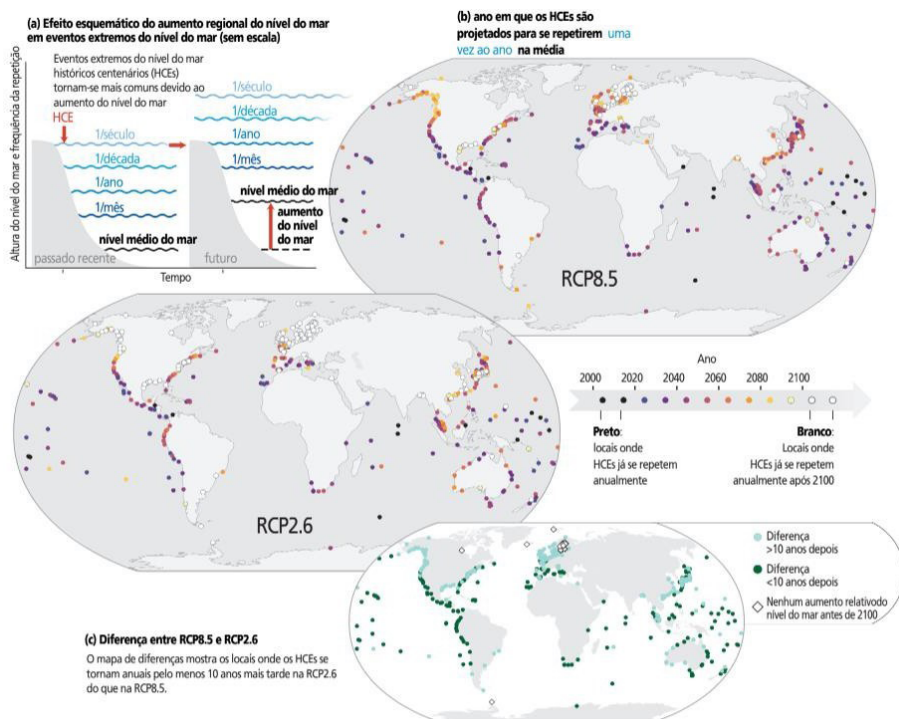 (a) Efeito esquemático do aumento regional do nível do mar
em eventos extremos do nível do mar (sem escala)
Eventos extremos do nível do mar
históricos centenários (HCEs)
tornam-se mais comuns devido ao
aumento do nível do mar
HCE
1/século
1/década
1/ano
1/mês
nível médio do mar
passado recente
1/século
1/década
1/ano
1/mês
nível médio do mar
aumento
do nível
do mar
futuro
Altura do nível do mar e frequência da repetição
Tempo
(b) ano em que os HCEs são
projetados para se repetirem uma
vez ao ano na média
RCP8.5
RCP2.6
Ano
2000 2020 2040 2060 2080 2100
Preto:
locais onde
HCEs já se repetem
anualmente
Branco:
Locais onde
HCEs já se repetem
anualmente após 2100
(c) Diferença entre RCP8.5 e RCP2.6
O mapa de diferenças mostra os locais onde os HCEs se
tornam anuais pelo menos 10 anos mais tarde na RCP2.6
do que na RCP8.5.
Diferença
>10 anos depois
Diferença
<10 anos depois
Nenhum aumento relativodo
nível do mar antes de 2100